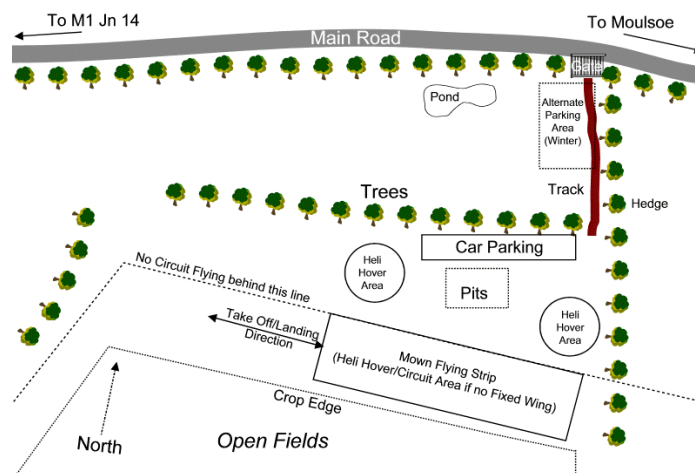 To M1 Jn 14
To Moulsoe
Main Road
Gate
Pond
Alternate
Parking
Area
(Winter)
Trees
Track
Hedge
Car Parking
Heli
Hover
Area
Pits
No Circuit Flying behind this line
Heli
Hover
Area
Take Off/Landing
Direction
Mown Flying Strip
(Heli Hover/Circuit Area if no Fixed Wing)
Crop Edge
North
Open Fields